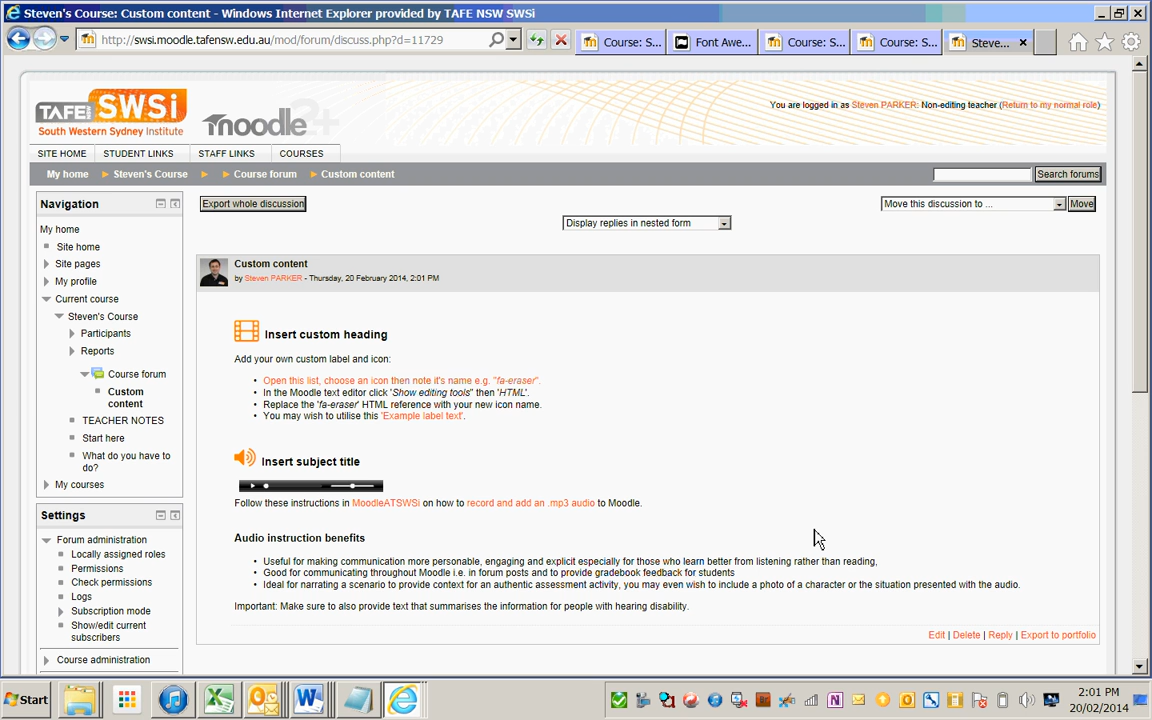 Steven's Course: Custom content - Windows Internet Explorer provided by TAFE NSW SWSi
http://swsi.moodle.tafensw.edu.au/mod/forum/discuss.php?d=11729
Course: S...
Font Awe...
Course: S...
Course: S...
Steve...
TAFE NSW SWSi
South Western Sydney Institute
moodle 2+
You are logged in as Steven PARKER: Non-editing teacher (Return to my normal role)
SITE HOME STUDENT LINKS STAFF LINKS COURSES
My home Steven's Course Course forum Custom content
Search forums
Navigation
My home
Site home
Site pages
My profile
Current course
Steven's Course
Participants
Reports
Course forum
Custom
content
TEACHER NOTES
Start here
What do you have to
do?
My courses
Settings
Forum administration
Locally assigned roles
Permissions
Check permissions
Logs
Subscription mode
Show/edit current
subscribers
Course administration
Export whole discussion
Move this discussion to ... Move
Display replies in nested form
Custom content
by Steven PARKER - Thursday, 20 February 2014, 2:01 PM
Insert custom heading
Add your own custom label and icon:
• Open this list, choose an icon then note it's name e.g. "fa-eraser".
• In the Moodle text editor click 'Show editing tools" then 'HTML'.
• Replace the 'fa-eraser' HTML reference with your new icon name.
• You may wish to utilise this 'Example label text'.
Insert subject title
Follow these instructions in MoodleATSWSi on how to record and add an .mp3 audio to Moodle.
Audio instruction benefits
• Useful for making communication more personable, engaging and explicit especially for those who learn better from listening rather than reading,
• Good for communicating throughout Moodle i.e. in forum posts and to provide gradebook feedback for students
• Ideal for narrating a scenario to provide context for an authentic assessment activity, you may even wish to include a photo of a character or the situation presented with the audio.
Important: Make sure to also provide text that summarises the information for people with hearing disability.
Edit | Delete | Reply | Export to portfolio
Start
2:01 PM
20/02/2014